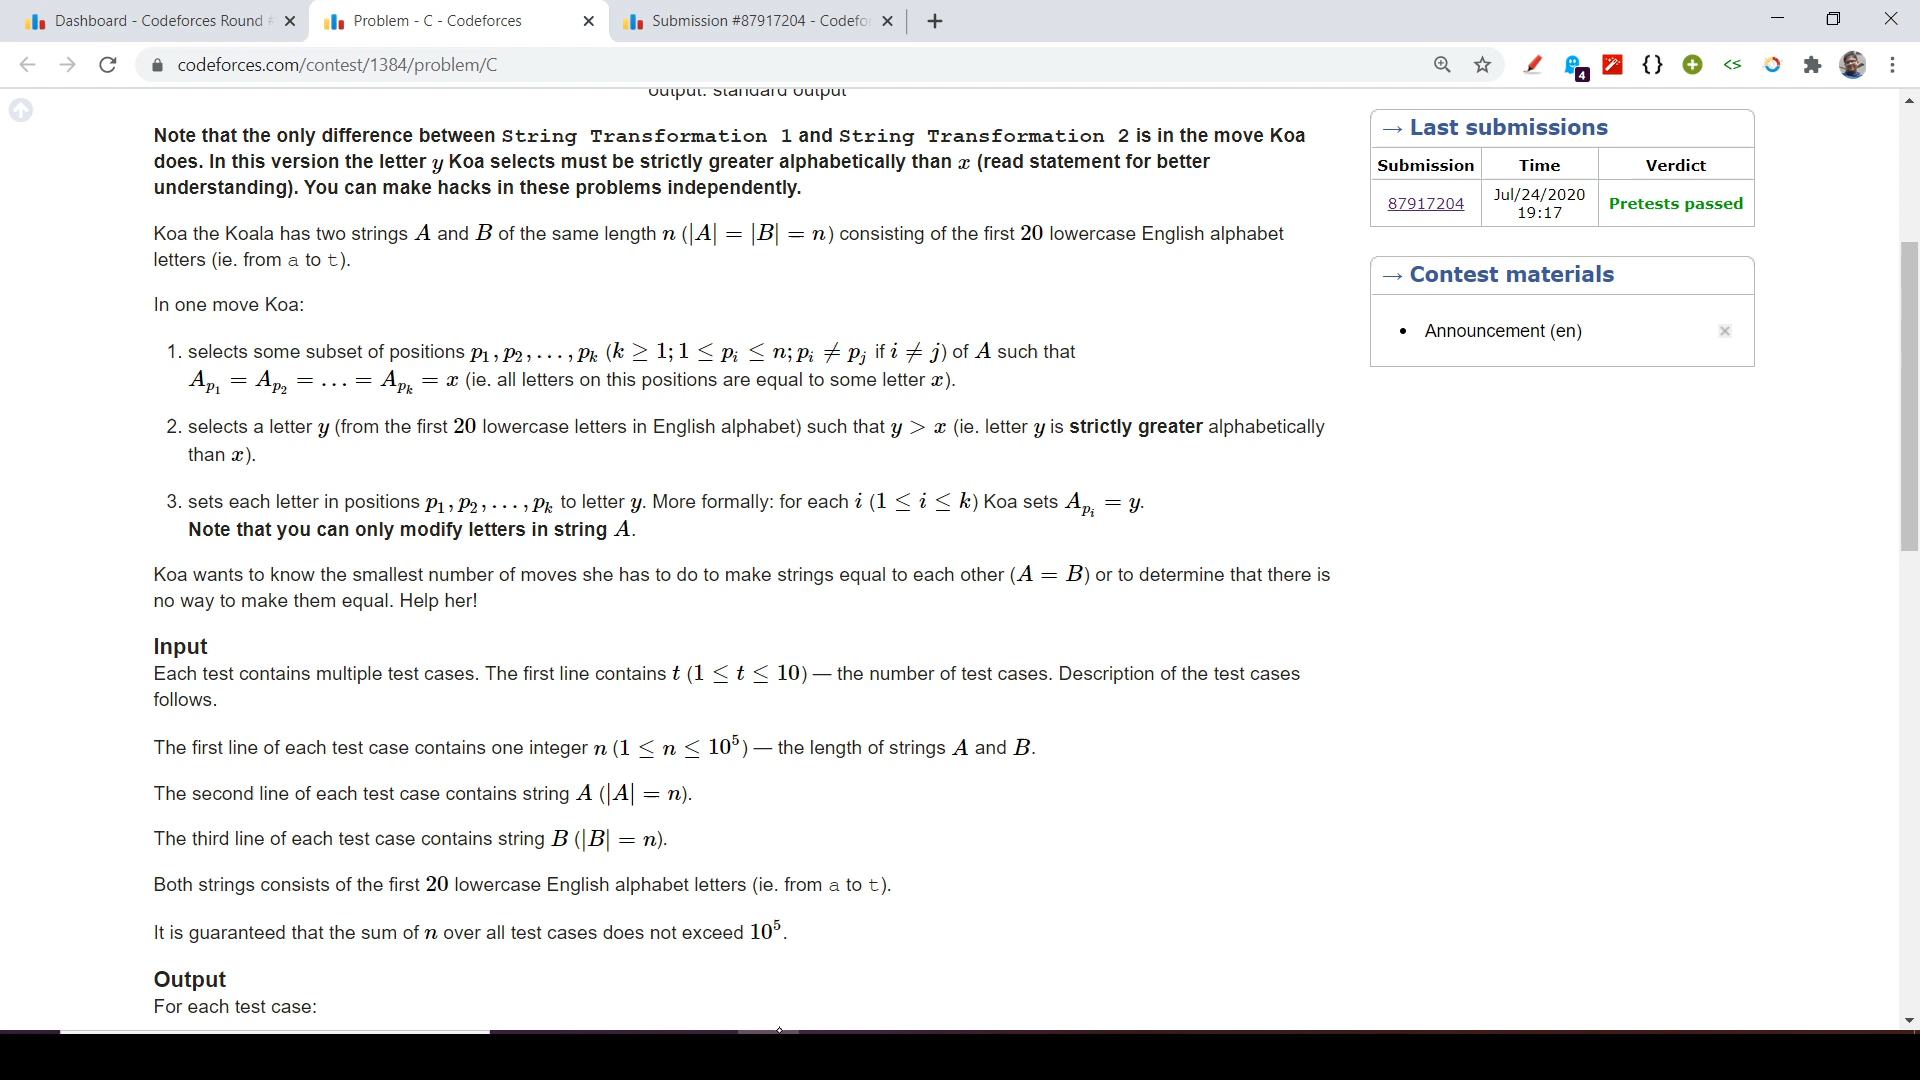 Dashboard - Codeforces Round #
Problem - C - Codeforces
Submission #87917204 - Codefo
codeforces.com/contest/1384/problem/C
4
output: standard output
Note that the only difference between String Transformation 1 and String Transformation 2 is in the move Koa
does. In this version the letter y Koa selects must be strictly greater alphabetically than x (read statement for better
understanding). You can make hacks in these problems independently.
Koa the Koala has two strings A and B of the same length n (|A| = |B| = n) consisting of the first 20 lowercase English alphabet
letters (ie. from a to t).
In one move Koa:
1. selects some subset of positions p₁, p₂, . . . , pₖ (k ≥ 1; 1 ≤ pᵢ ≤ n; pᵢ ≠ pⱼ if i ≠ j) of A such that
Aₚ₁ = Aₚ₂ = . . . = Aₚₖ = x (ie. all letters on this positions are equal to some letter x).
2. selects a letter y (from the first 20 lowercase letters in English alphabet) such that y > x (ie. letter y is strictly greater alphabetically
than x).
3. sets each letter in positions p₁, p₂, . . . , pₖ to letter y. More formally: for each i (1 ≤ i ≤ k) Koa sets Aₚᵢ = y.
Note that you can only modify letters in string A.
Koa wants to know the smallest number of moves she has to do to make strings equal to each other (A = B) or to determine that there is
no way to make them equal. Help her!
Input
Each test contains multiple test cases. The first line contains t (1 ≤ t ≤ 10) — the number of test cases. Description of the test cases
follows.
The first line of each test case contains one integer n (1 ≤ n ≤ 10⁵) — the length of strings A and B.
The second line of each test case contains string A (|A| = n).
The third line of each test case contains string B (|B| = n).
Both strings consists of the first 20 lowercase English alphabet letters (ie. from a to t).
It is guaranteed that the sum of n over all test cases does not exceed 10⁵.
Output
For each test case:
→ Last submissions
Submission Time Verdict
87917204 Jul/24/2020 19:17 Pretests passed
→ Contest materials
• Announcement (en)